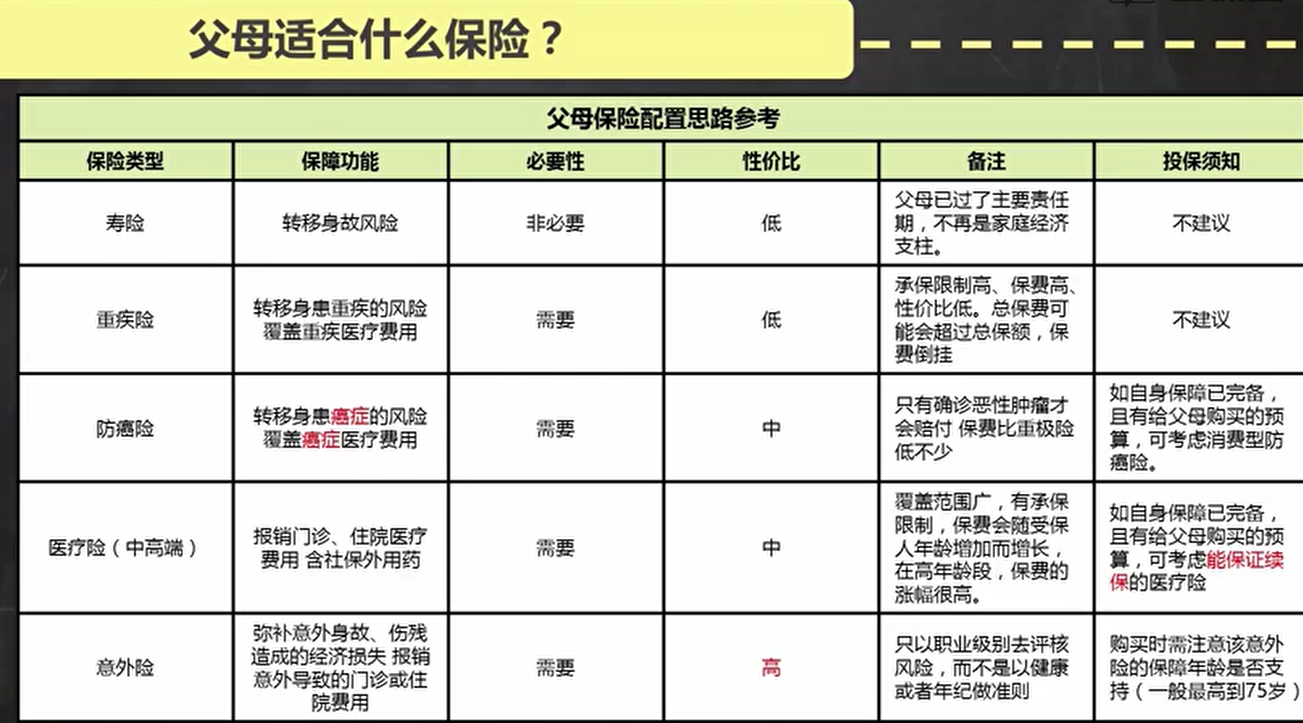 父母适合什么保险？
父母保险配置思路参考
保险类型
保障功能
必要性
性价比
备注
投保须知
寿险
转移身故风险
非必要
低
父母已过了主要责任
期，不再是家庭经济
支柱。
不建议
重疾险
转移身患重疾的风险
覆盖重疾医疗费用
需要
低
承保限制高、保费高、
性价比低。总保费可
能会超过总保额，保
费倒挂
不建议
防癌险
转移身患癌症的风险
覆盖癌症医疗费用
需要
中
只有确诊恶性肿瘤才
会赔付 保费比重极险
低不少
如自身保障已完备，
且有给父母购买的预
算，可考虑消费型防
癌险。
医疗险（中高端）
报销门诊、住院医疗
费用 含社保外用药
需要
中
覆盖范围广，有承保
限制，保费会随受保
人年龄增加而增长，
在高年龄段，保费的
涨幅很高。
如自身保障已完备，
且有给父母购买的预
算，可考虑能保证续
保的医疗险
意外险
弥补意外身故、伤残
造成的经济损失 报销
意外导致的门诊或住
院费用
需要
高
只以职业级别去评核
风险，而不是以健康
或者年纪做准则
购买时需注意该意外
险的保障年龄是否支
持（一般最高到75岁）